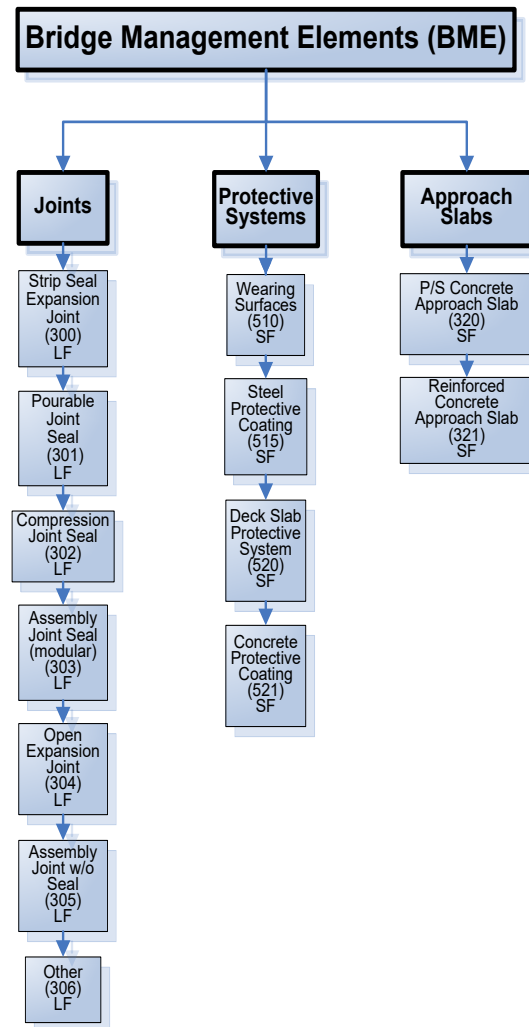 Bridge Management Elements (BME)
Joints
Strip Seal
Expansion
Joint
(300)
LF
Pourable
Joint
Seal
(301)
LF
Compression
Joint Seal
(302)
LF
Assembly
Joint Seal
(modular)
(303)
LF
Open
Expansion
Joint
(304)
LF
Assembly
Joint w/o
Seal
(305)
LF
Other
(306)
LF
Protective
Systems
Wearing
Surfaces
(510)
SF
Steel
Protective
Coating
(515)
SF
Deck Slab
Protective
System
(520)
SF
Concrete
Protective
Coating
(521)
SF
Approach
Slabs
P/S Concrete
Approach Slab
(320)
SF
Reinforced
Concrete
Approach Slab
(321)
SF